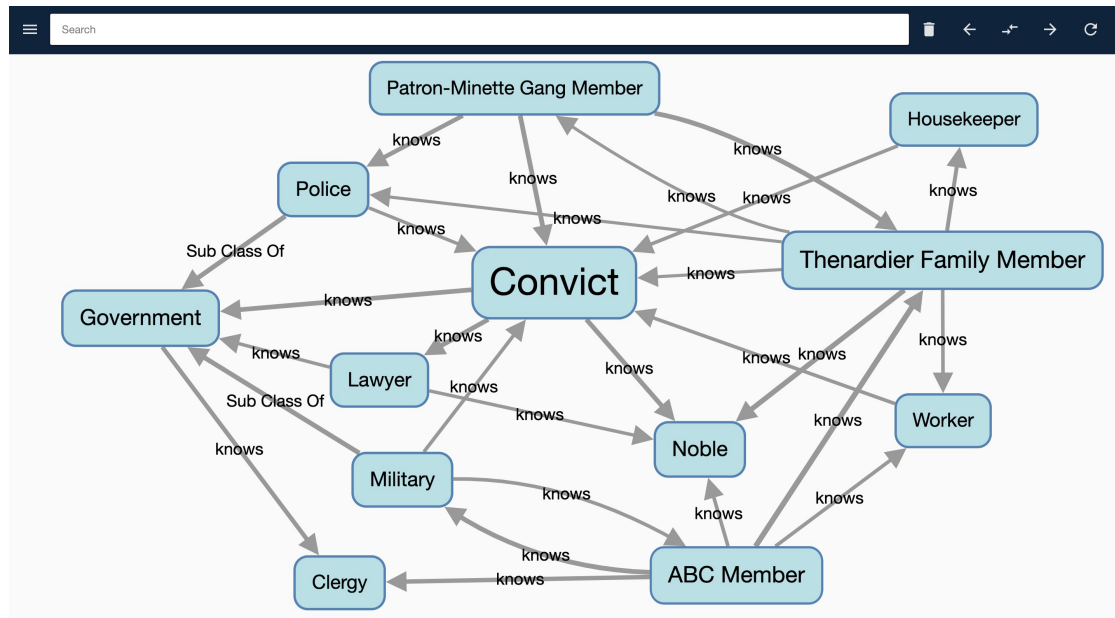 Search
Patron-Minette Gang Member
Housekeeper
knows
knows
knows
Police
knows
knows
knows
knows
knows
Sub Class Of
Convict
Thenardier Family Member
knows
knows
Government
knows
knows
knows
knows
knows
Lawyer
knows
knows
Sub Class Of
knows
knows
Worker
Noble
knows
Military
knows
knows
knows
knows
ABC Member
knows
Clergy